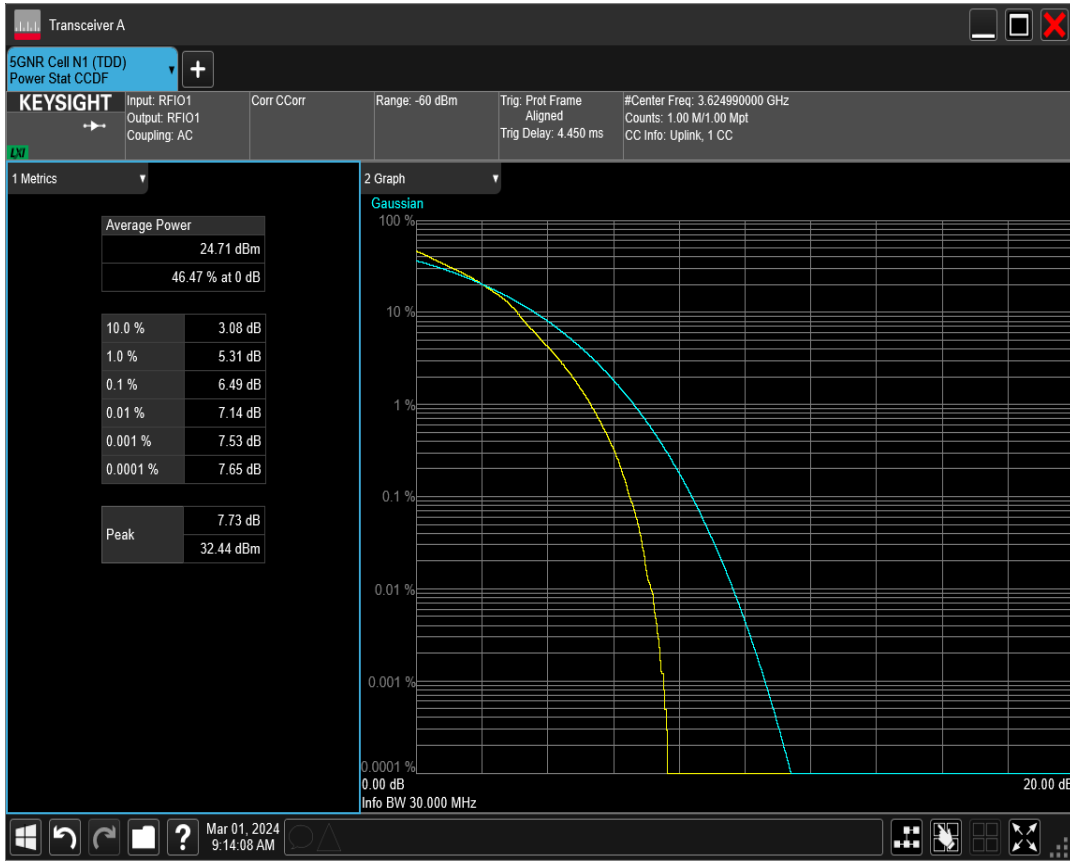 Transceiver A
5GNR Cell N1 (TDD)
Power Stat CCDF
+
KEYSIGHT
LXI
Input: RFIO1
Output: RFIO1
Coupling: AC
Corr CCorr
Range: -60 dBm
Trig: Prot Frame
Aligned
Trig Delay: 4.450 ms
#Center Freq: 3.624990000 GHz
Counts: 1.00 M/1.00 Mpt
CC Info: Uplink, 1 CC
1 Metrics
Average Power
24.71 dBm
46.47 % at 0 dB
10.0 % 3.08 dB
1.0 % 5.31 dB
0.1 % 6.49 dB
0.01 % 7.14 dB
0.001 % 7.53 dB
0.0001 % 7.65 dB
Peak 7.73 dB
32.44 dBm
2 Graph
Gaussian
100 %
10 %
1 %
0.1 %
0.01 %
0.001 %
0.0001 %
0.00 dB 20.00 dB
Info BW 30.000 MHz
?
Mar 01, 2024
9:14:08 AM